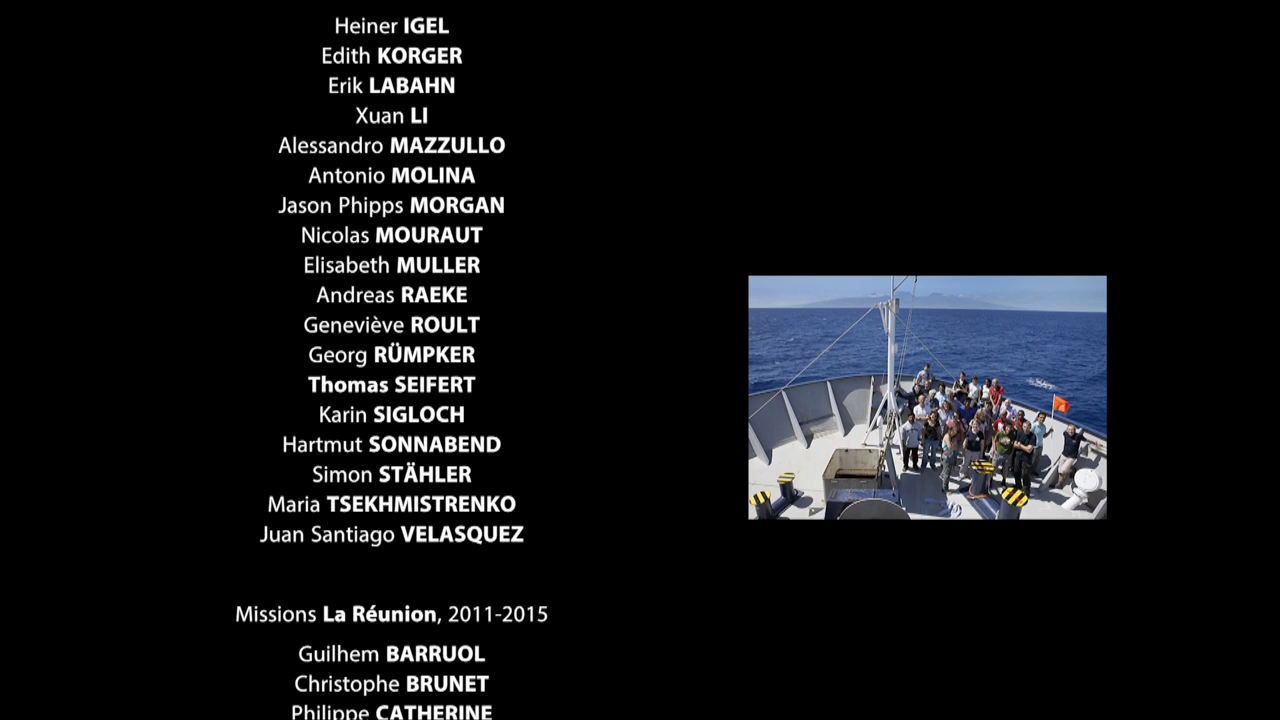 Heiner IGEL
Edith KORGER
Erik LABAHN
Xuan LI
Alessandro MAZZULLO
Antonio MOLINA
Jason Phipps MORGAN
Nicolas MOURAUT
Elisabeth MULLER
Andreas RAEKE
Geneviève ROULT
Georg RÜMPKER
Thomas SEIFERT
Karin SIGLOCH
Hartmut SONNABEND
Simon STÄHLER
Maria TSEKHMISTRENKO
Juan Santiago VELASQUEZ
Missions La Réunion, 2011-2015
Guilhem BARRUOL
Christophe BRUNET
Philippe CATHERINE